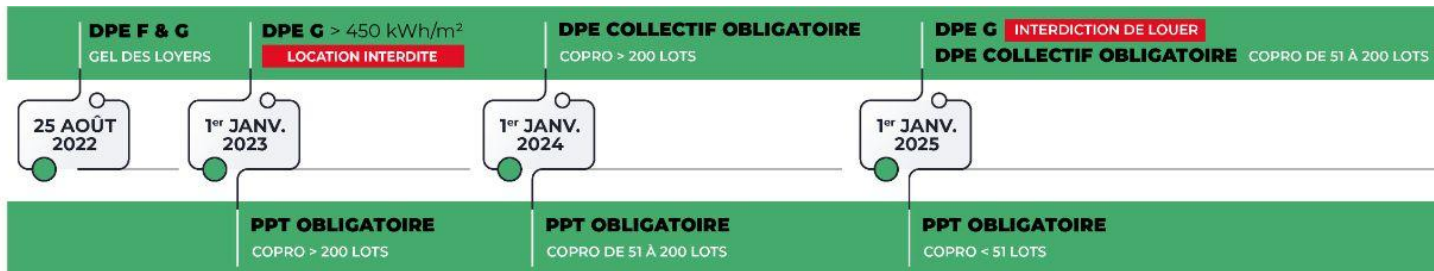 DPE F & G
GEL DES LOYERS
DPE G > 450 kWh/m²
LOCATION INTERDITE
DPE COLLECTIF OBLIGATOIRE
COPRO > 200 LOTS
DPE G INTERDICTION DE LOUER
DPE COLLECTIF OBLIGATOIRE COPRO DE 51 À 200 LOTS
25 AOÛT
2022
1er JANV.
2023
1er JANV.
2024
1er JANV.
2025
PPT OBLIGATOIRE
COPRO > 200 LOTS
PPT OBLIGATOIRE
COPRO DE 51 À 200 LOTS
PPT OBLIGATOIRE
COPRO < 51 LOTS